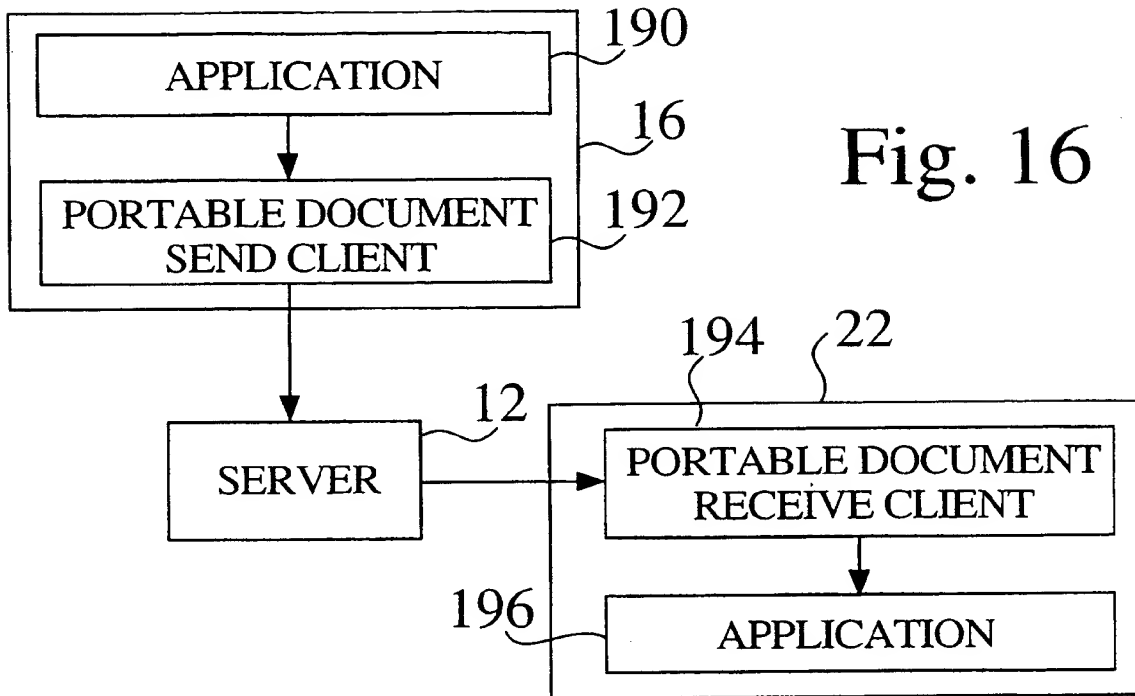 190
APPLICATION
16
Fig. 16
PORTABLE DOCUMENT
SEND CLIENT
192
194
22
12
SERVER
PORTABLE DOCUMENT
RECEIVE CLIENT
196
APPLICATION